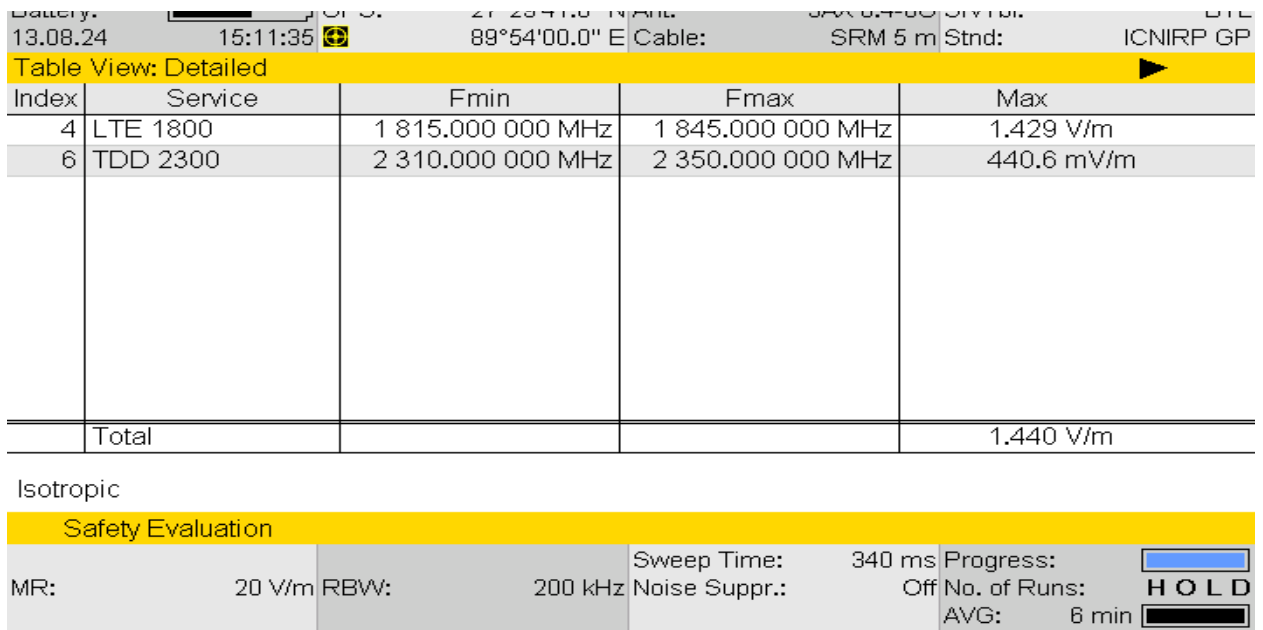 13.08.24 15:11:35 89°54'00.0" E Cable: SRM 5 m Stnd: ICNIRP GP
Table View: Detailed
Index Service Fmin Fmax Max
4 LTE 1800 1 815.000 000 MHz 1 845.000 000 MHz 1.429 V/m
6 TDD 2300 2 310.000 000 MHz 2 350.000 000 MHz 440.6 mV/m
Total 1.440 V/m
Isotropic
Safety Evaluation
Sweep Time: 340 ms Progress:
MR: 20 V/m RBW: 200 kHz Noise Suppr.: Off No. of Runs: HOLD
AVG: 6 min